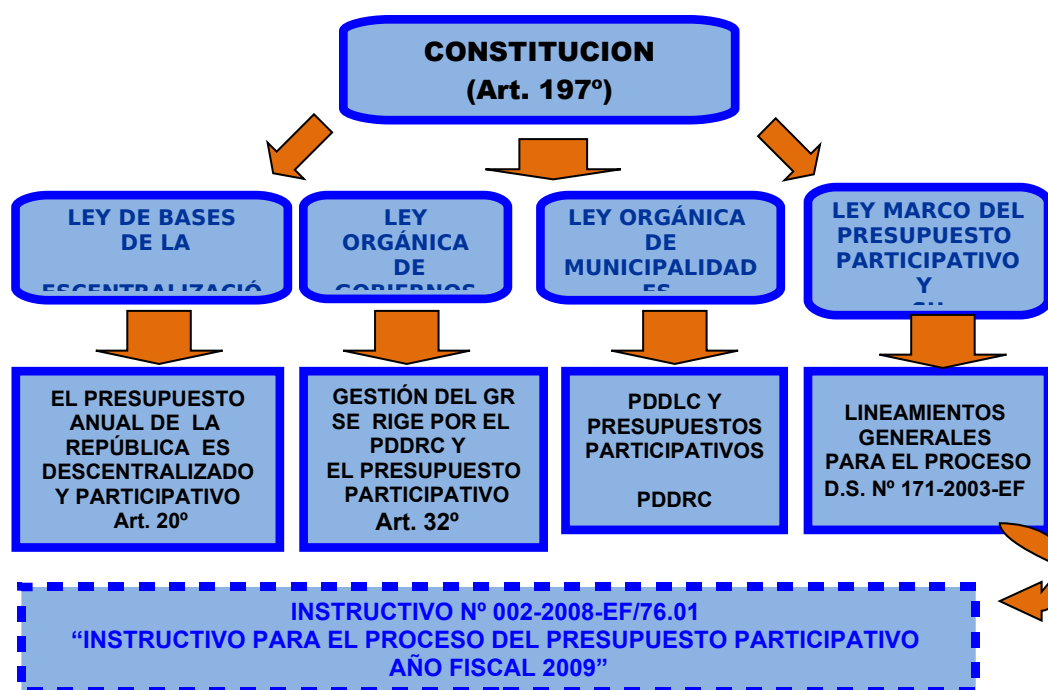 CONSTITUCION
(Art. 197º)
LEY DE BASES
DE LA
ESCENTRALIZACIÓ
LEY
ORGÁNICA
DE
GOBIERNOS
LEY ORGÁNICA
DE
MUNICIPALIDAD
ES
LEY MARCO DEL
PRESUPUESTO
PARTICIPATIVO
Y
EL PRESUPUESTO
ANUAL DE LA
REPÚBLICA ES
DESCENTRALIZADO
Y PARTICIPATIVO
Art. 20º
GESTIÓN DEL GR
SE RIGE POR EL
PDDRC Y
EL PRESUPUESTO
PARTICIPATIVO
Art. 32º
PDDLC Y
PRESUPUESTOS
PARTICIPATIVOS
PDDRC
LINEAMIENTOS
GENERALES
PARA EL PROCESO
D.S. Nº 171-2003-EF
INSTRUCTIVO Nº 002-2008-EF/76.01
“INSTRUCTIVO PARA EL PROCESO DEL PRESUPUESTO PARTICIPATIVO
AÑO FISCAL 2009”